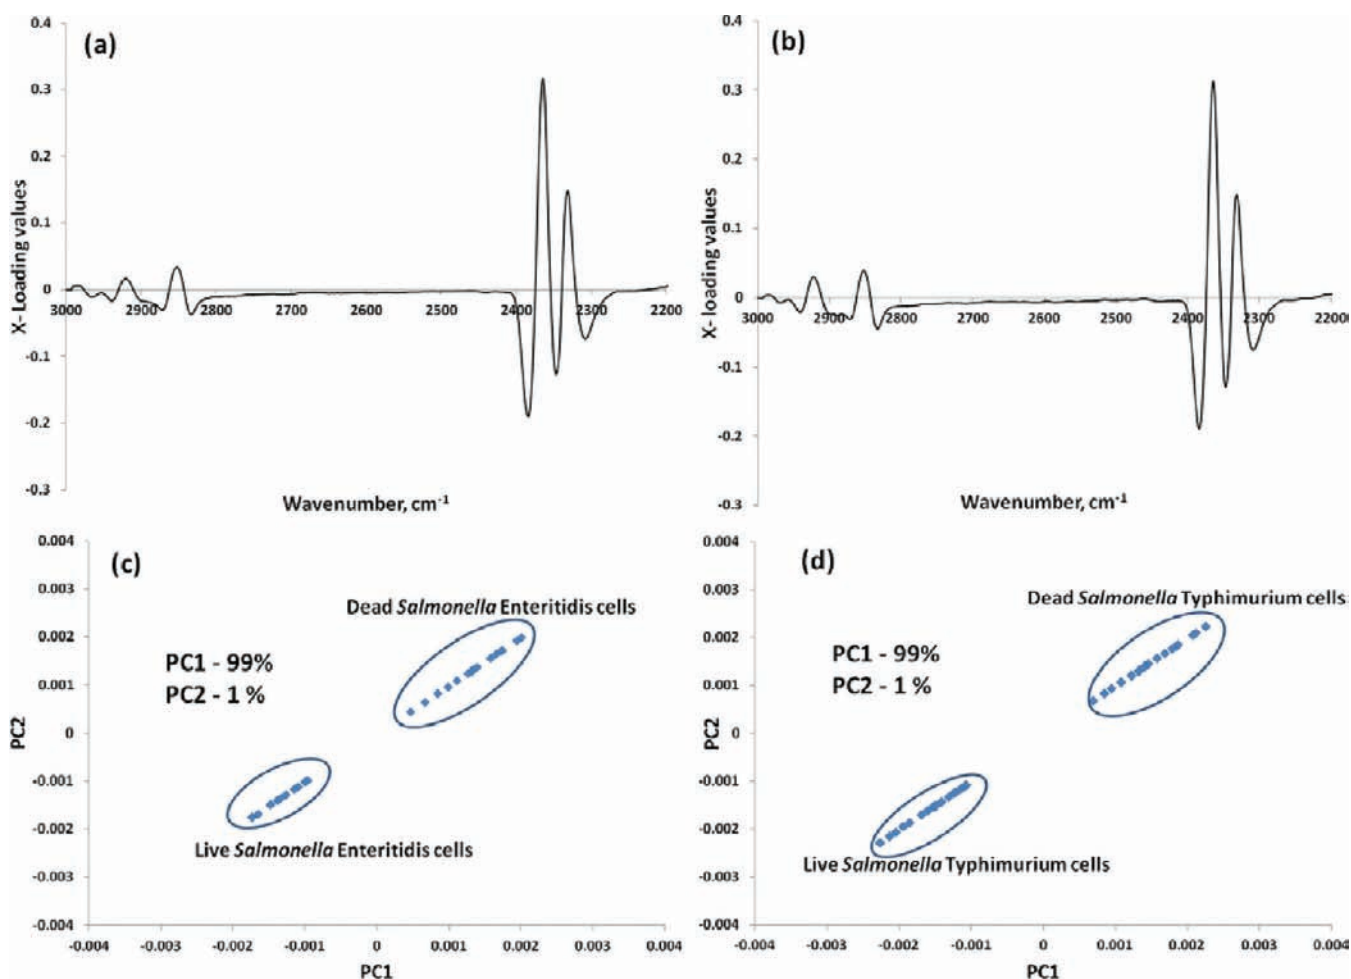 (a)
0.4
0.3
0.2
0.1
0
-0.1
-0.2
-0.3
X- Loading values
3000 2900 2800 2700 2600 2500 2400 2300 2200
Wavenumber, cm-1
(b)
0.4
0.3
0.2
0.1
0
-0.1
-0.2
-0.3
X- loading values
3000 2900 2800 2700 2600 2500 2400 2300 2200
Wavenumber, cm-1
(c)
0.004
0.003
0.002
0.001
0
-0.001
-0.002
-0.003
-0.004
PC2
Dead Salmonella Enteritidis cells
PC1 - 99%
PC2 - 1 %
Live Salmonella Enteritidis cells
-0.004 -0.003 -0.002 -0.001 0 0.001 0.002 0.003 0.004
PC1
(d)
0.004
0.003
0.002
0.001
0
-0.001
-0.002
-0.003
-0.004
PC2
Dead Salmonella Typhimurium cells
PC1 - 99%
PC2 - 1 %
Live Salmonella Typhimurium cells
-0.004 -0.003 -0.002 -0.001 0 0.001 0.002 0.003 0.004
PC1